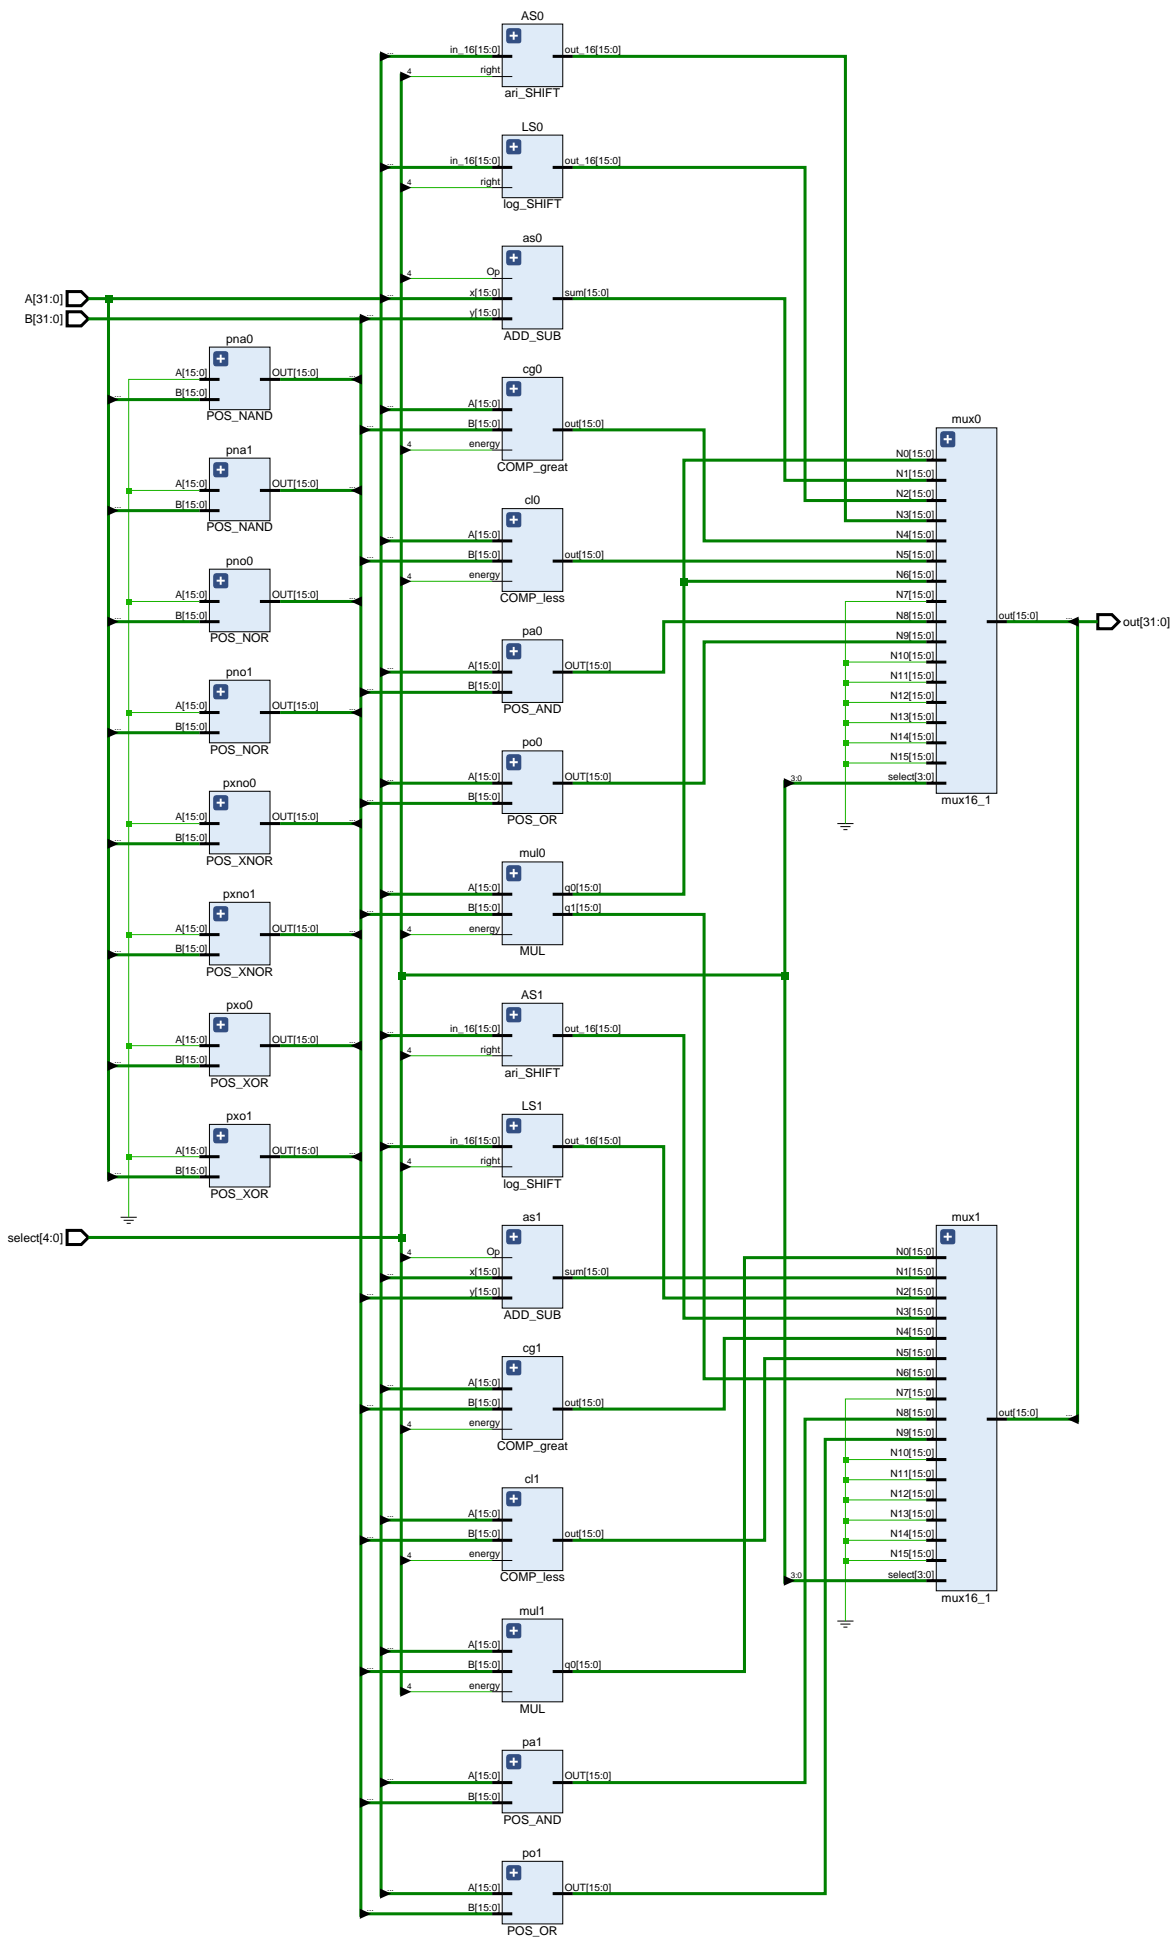 AS0
in_16[15:0]
out_16[15:0]
4
right
ari_SHIFT
LS0
in_16[15:0]
out_16[15:0]
4
right
log_SHIFT
as0
4
Op
A[31:0]
x[15:0]
sum[15:0]
B[31:0]
y[15:0]
ADD_SUB
pna0
A[15:0]
OUT[15:0]
B[15:0]
POS_NAND
cg0
A[15:0]
B[15:0]
out[15:0]
4
energy
COMP_great
pna1
A[15:0]
OUT[15:0]
B[15:0]
POS_NAND
cl0
A[15:0]
B[15:0]
out[15:0]
4
energy
COMP_less
pno0
A[15:0]
OUT[15:0]
B[15:0]
POS_NOR
pa0
A[15:0]
OUT[15:0]
B[15:0]
POS_AND
pno1
A[15:0]
OUT[15:0]
B[15:0]
POS_NOR
po0
A[15:0]
OUT[15:0]
B[15:0]
POS_OR
mux0
N0[15:0]
N1[15:0]
N2[15:0]
N3[15:0]
N4[15:0]
N5[15:0]
N6[15:0]
N7[15:0]
N8[15:0]
out[15:0]
out[31:0]
N9[15:0]
N10[15:0]
N11[15:0]
N12[15:0]
N13[15:0]
N14[15:0]
N15[15:0]
3:0
select[3:0]
mux16_1
pxno0
A[15:0]
OUT[15:0]
B[15:0]
POS_XNOR
mul0
A[15:0]
q0[15:0]
B[15:0]
q1[15:0]
4
energy
MUL
pxno1
A[15:0]
OUT[15:0]
B[15:0]
POS_XNOR
AS1
in_16[15:0]
out_16[15:0]
4
right
ari_SHIFT
pxo0
A[15:0]
OUT[15:0]
B[15:0]
POS_XOR
LS1
in_16[15:0]
out_16[15:0]
4
right
log_SHIFT
pxo1
A[15:0]
OUT[15:0]
B[15:0]
POS_XOR
select[4:0]
as1
4
Op
x[15:0]
sum[15:0]
y[15:0]
ADD_SUB
cg1
A[15:0]
B[15:0]
out[15:0]
4
energy
COMP_great
cl1
A[15:0]
B[15:0]
out[15:0]
4
energy
COMP_less
mux1
N0[15:0]
N1[15:0]
N2[15:0]
N3[15:0]
N4[15:0]
N5[15:0]
N6[15:0]
N7[15:0]
N8[15:0]
out[15:0]
N9[15:0]
N10[15:0]
N11[15:0]
N12[15:0]
N13[15:0]
N14[15:0]
N15[15:0]
3:0
select[3:0]
mux16_1
mul1
A[15:0]
B[15:0]
q0[15:0]
4
energy
MUL
pa1
A[15:0]
OUT[15:0]
B[15:0]
POS_AND
po1
A[15:0]
OUT[15:0]
B[15:0]
POS_OR